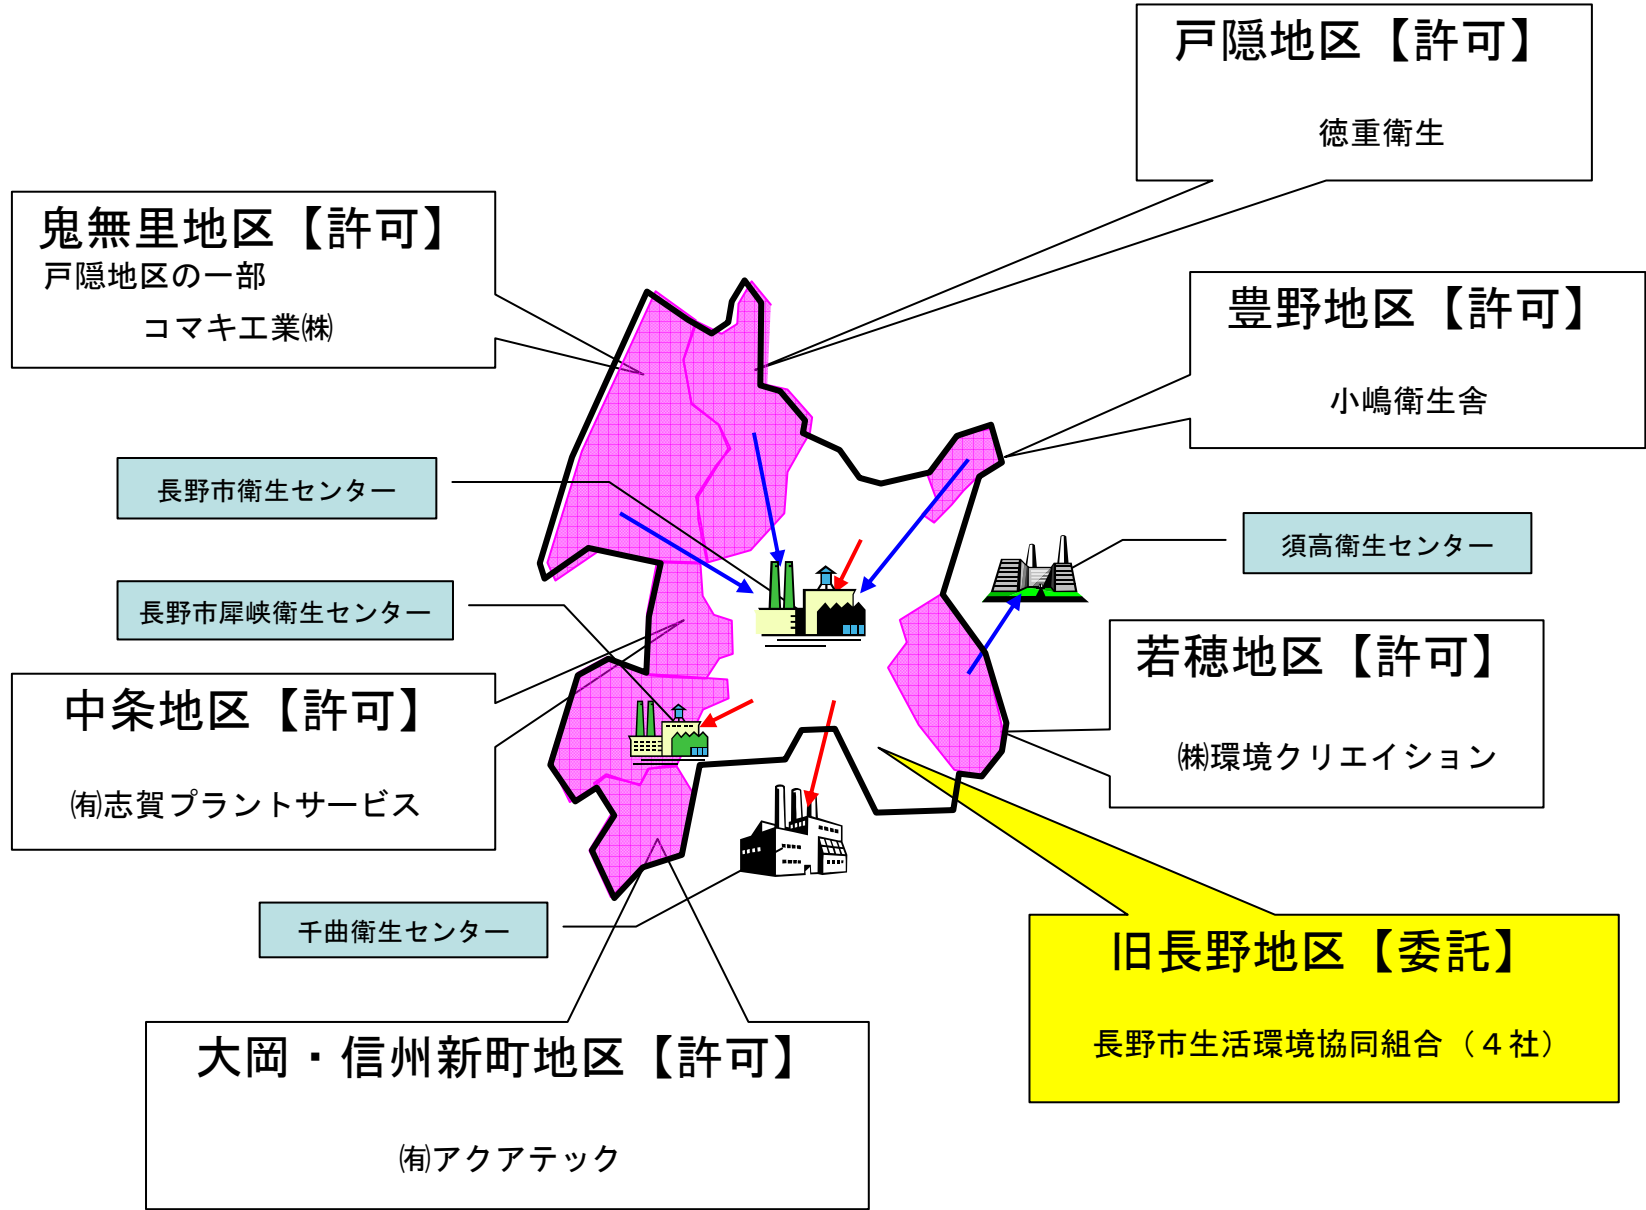 戸隠地区【許可】
徳重衛生
鬼無里地区【許可】
戸隠地区の一部
コマキ工業㈱
豊野地区【許可】
小嶋衛生舎
長野市衛生センター
須高衛生センター
長野市犀峡衛生センター
若穂地区【許可】
㈱環境クリエイション
中条地区【許可】
㈲志賀プラントサービス
千曲衛生センター
旧長野地区【委託】
長野市生活環境協同組合（４社）
大岡・信州新町地区【許可】
㈲アクアテック